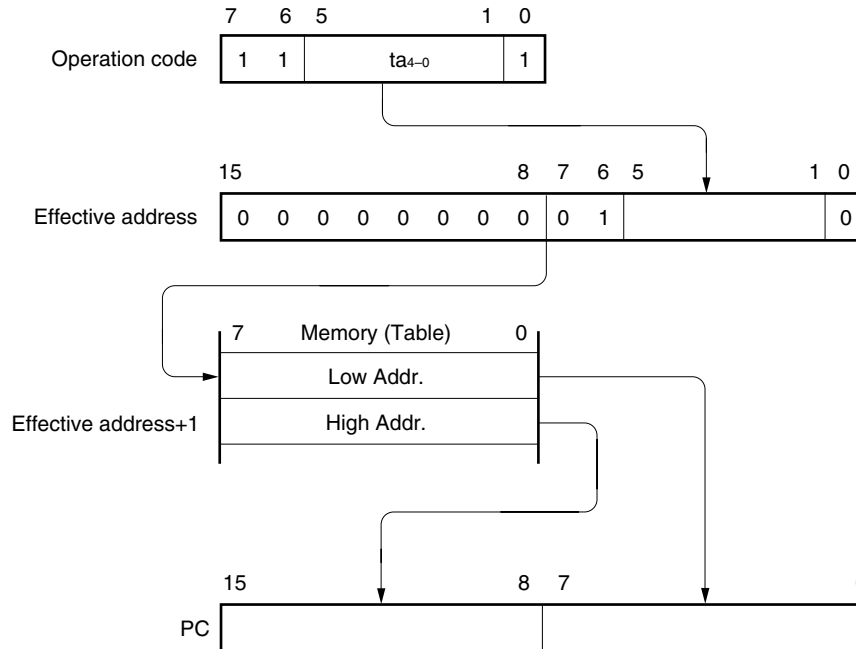 7 6 5 1 0
Operation code 1 1 ta4–0 1
15 8 7 6 5 1 0
Effective address 0 0 0 0 0 0 0 0 0 1 0
7 Memory (Table) 0
Low Addr.
Effective address+1 High Addr.
15 8 7
PC